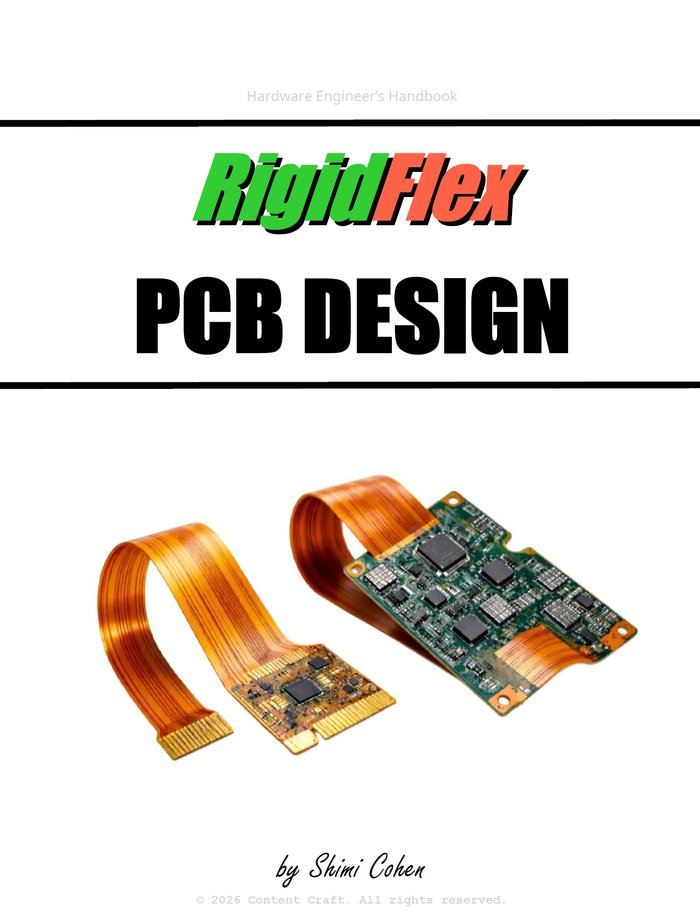 Hardware Engineer's Handbook
RigidFlex
PCB DESIGN
by Shimi Cohen
© 2026 Content Craft. All rights reserved.